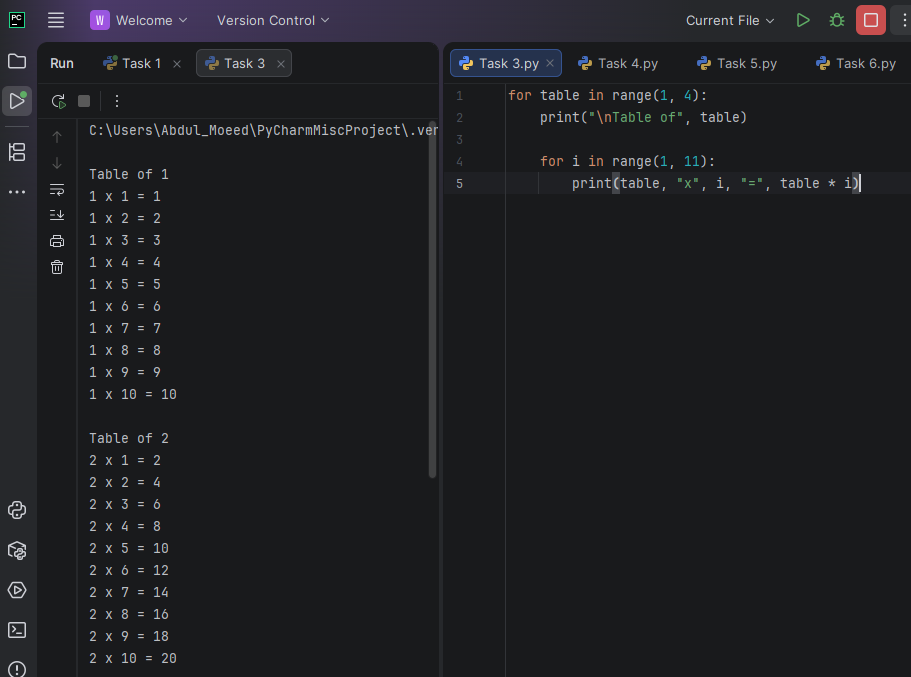 PC
W Welcome Version Control Current File
Run Task 1 Task 3
C:\Users\Abdul_Moeed\PyCharmMiscProject\.ven
Table of 1
1 x 1 = 1
1 x 2 = 2
1 x 3 = 3
1 x 4 = 4
1 x 5 = 5
1 x 6 = 6
1 x 7 = 7
1 x 8 = 8
1 x 9 = 9
1 x 10 = 10
Table of 2
2 x 1 = 2
2 x 2 = 4
2 x 3 = 6
2 x 4 = 8
2 x 5 = 10
2 x 6 = 12
2 x 7 = 14
2 x 8 = 16
2 x 9 = 18
2 x 10 = 20
Task 3.py Task 4.py Task 5.py Task 6.py
1 for table in range(1, 4):
2     print("\nTable of", table)
3
4     for i in range(1, 11):
5         print(table, "x", i, "=", table * i)